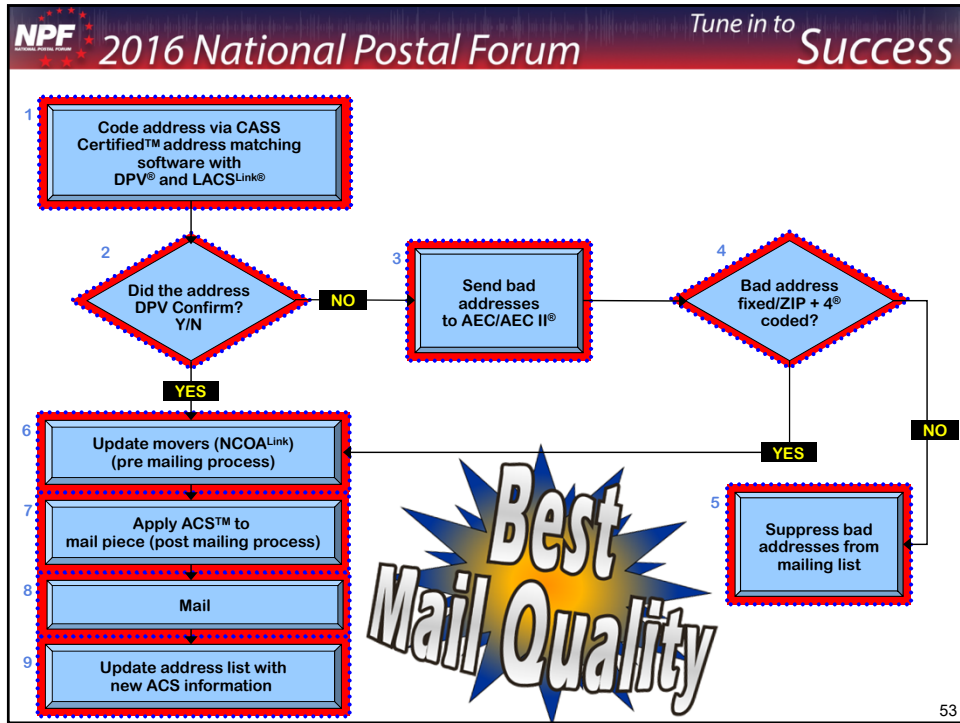 NPF
NATIONAL POSTAL FORUM
2016 National Postal Forum
Tune in to
Success
1
Code address via CASS
Certified™ address matching
software with
DPV® and LACSLink®
2
Did the address
DPV Confirm?
Y/N
NO
3
Send bad
addresses
to AEC/AEC II®
4
Bad address
fixed/ZIP + 4®
coded?
YES
NO
YES
5
Suppress bad
addresses from
mailing list
6
Update movers (NCOALink)
(pre mailing process)
7
Apply ACS™ to
mail piece (post mailing process)
8
Mail
9
Update address list with
new ACS information
Best
Mail Quality
53